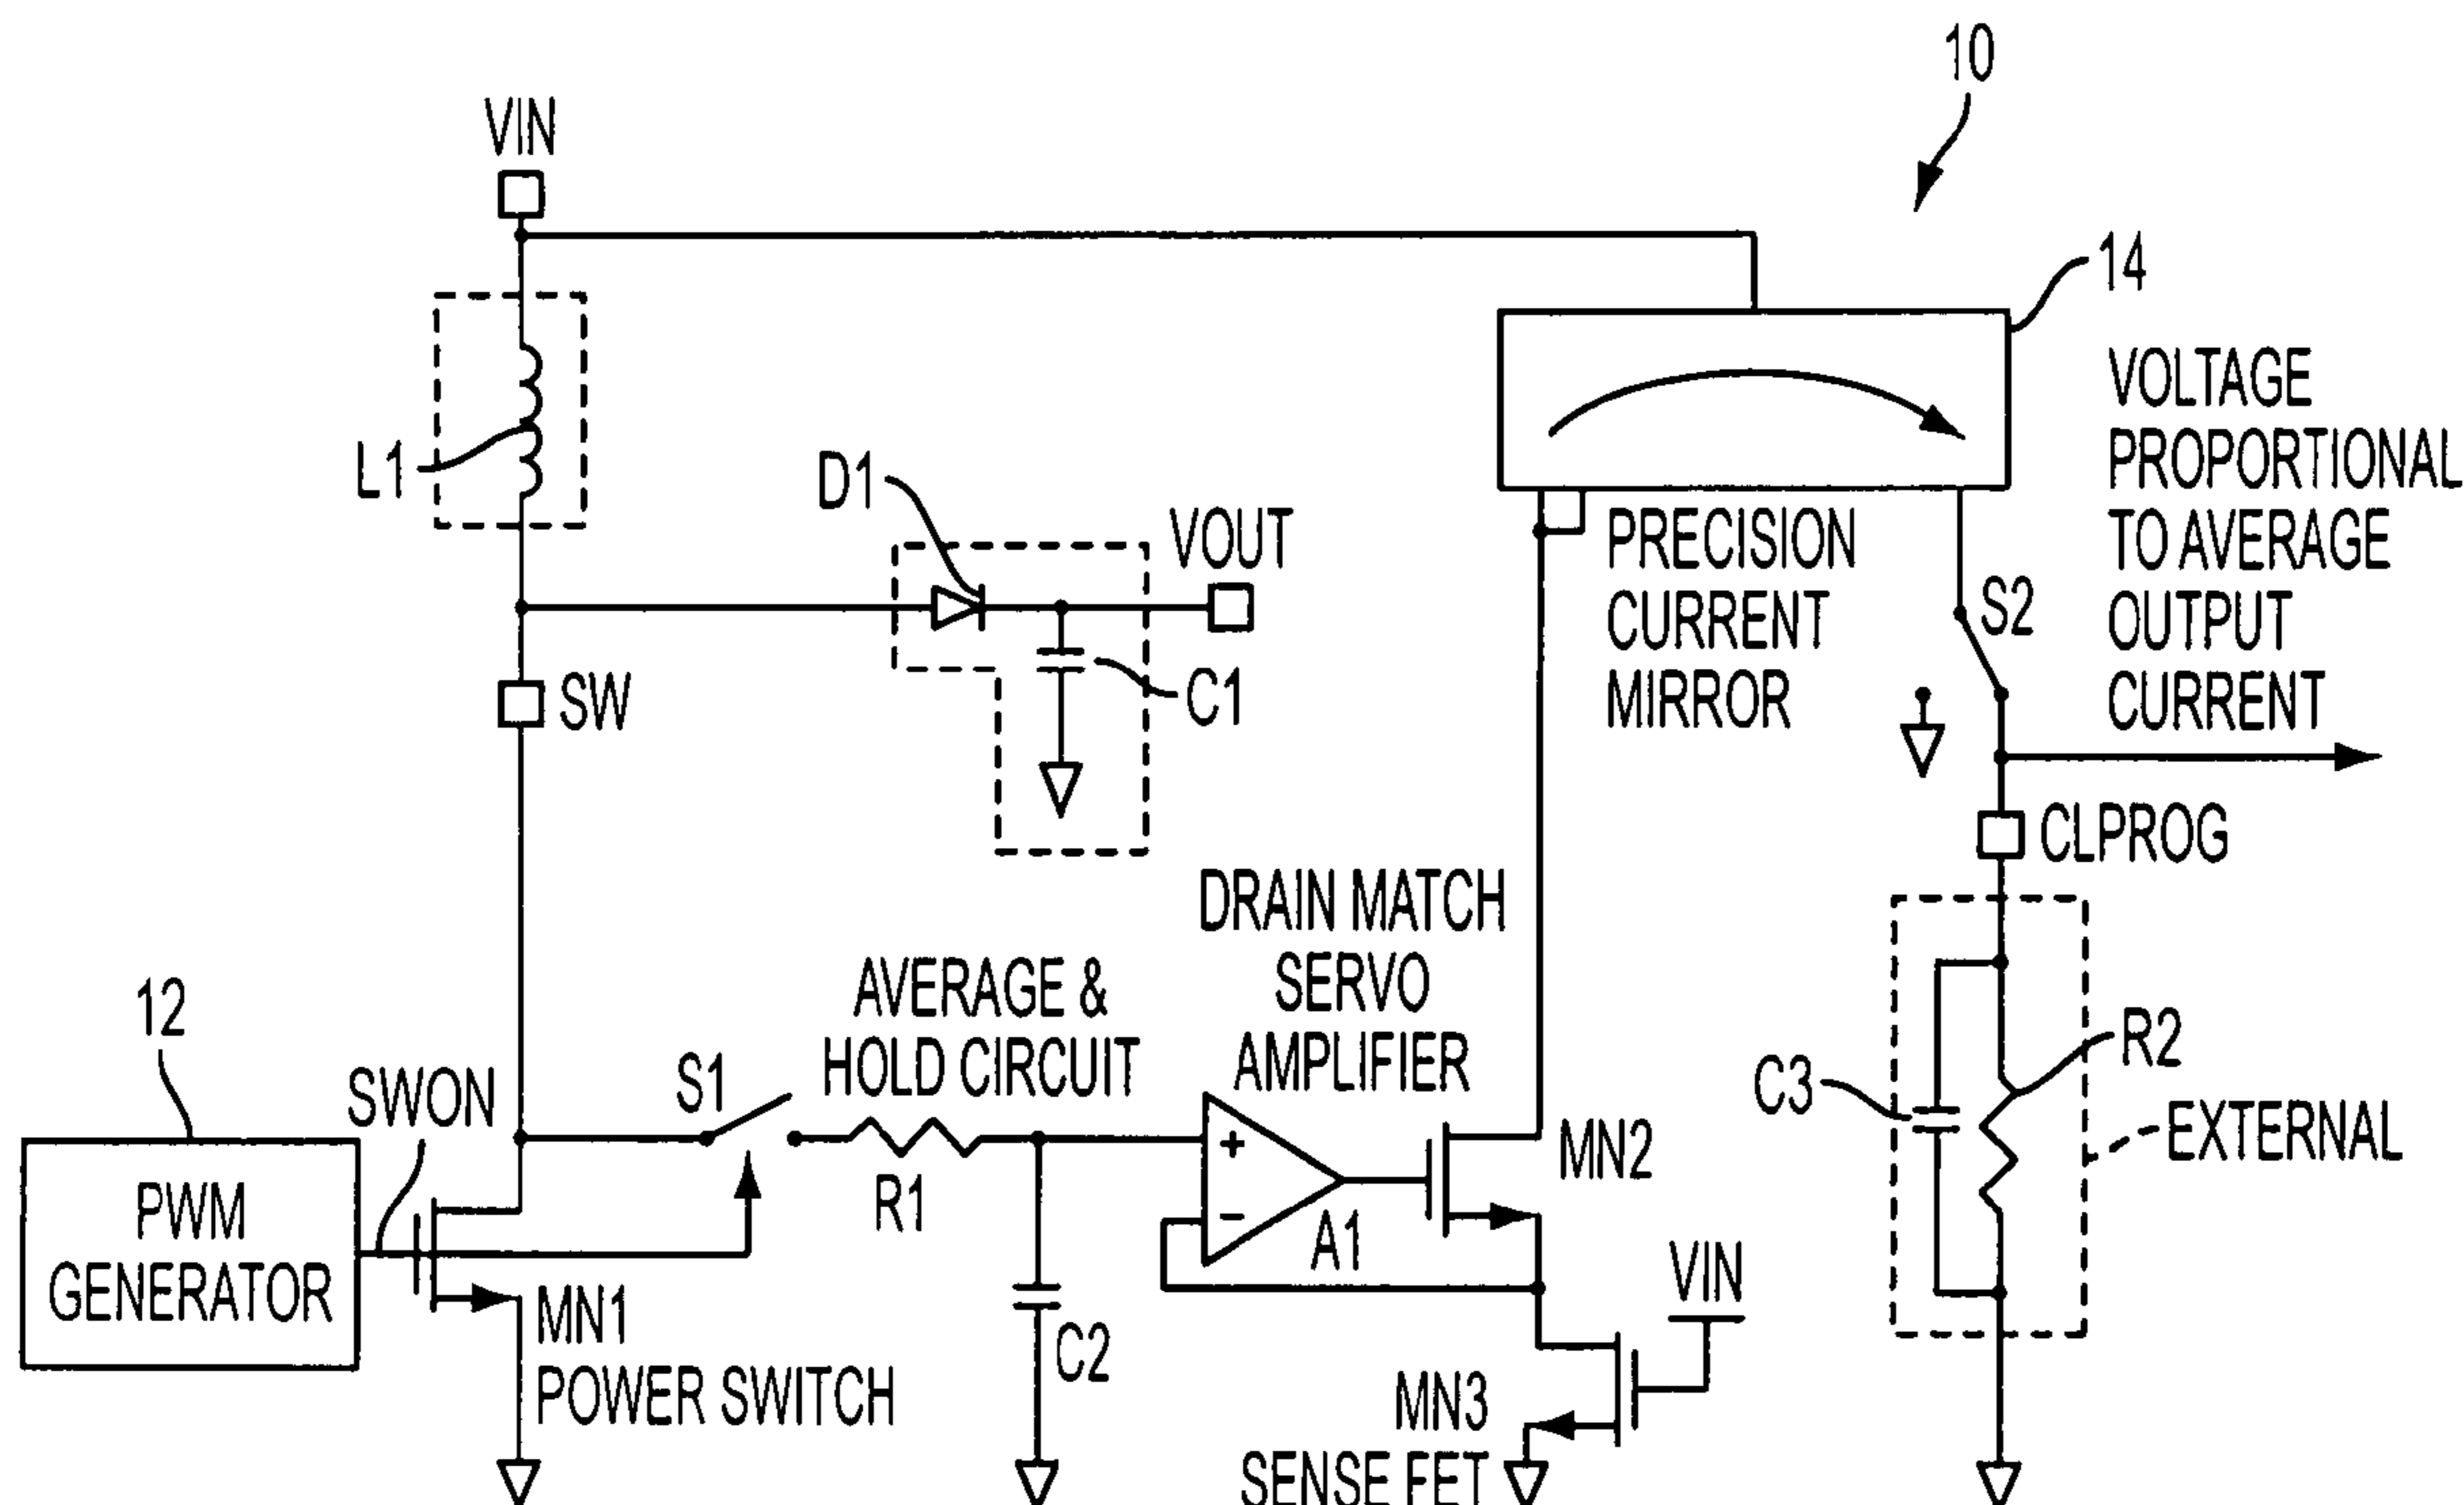 10
VIN
14
VOLTAGE
PROPORTIONAL
TO AVERAGE
OUTPUT
CURRENT
L1
D1
VOUT
PRECISION
CURRENT
MIRROR
S2
SW
C1
CLPROG
DRAIN MATCH
SERVO
AMPLIFIER
AVERAGE &
HOLD CIRCUIT
12
SWON
S1
R1
+
−
A1
MN2
C3
R2
EXTERNAL
PWM
GENERATOR
MN1
POWER SWITCH
C2
VIN
MN3
SENSE FET